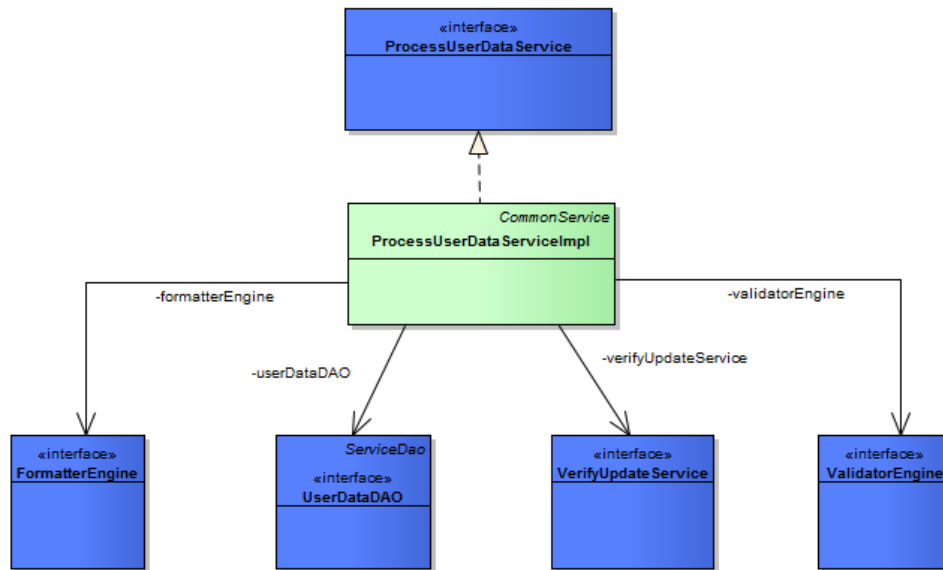 «interface»
ProcessUserDataService
CommonService
ProcessUserDataServiceImpl
-formatterEngine
-validatorEngine
-userDataDAO
-verifyUpdateService
«interface»
FormatterEngine
ServiceDao
«interface»
UserDataDAO
«interface»
VerifyUpdateService
«interface»
ValidatorEngine